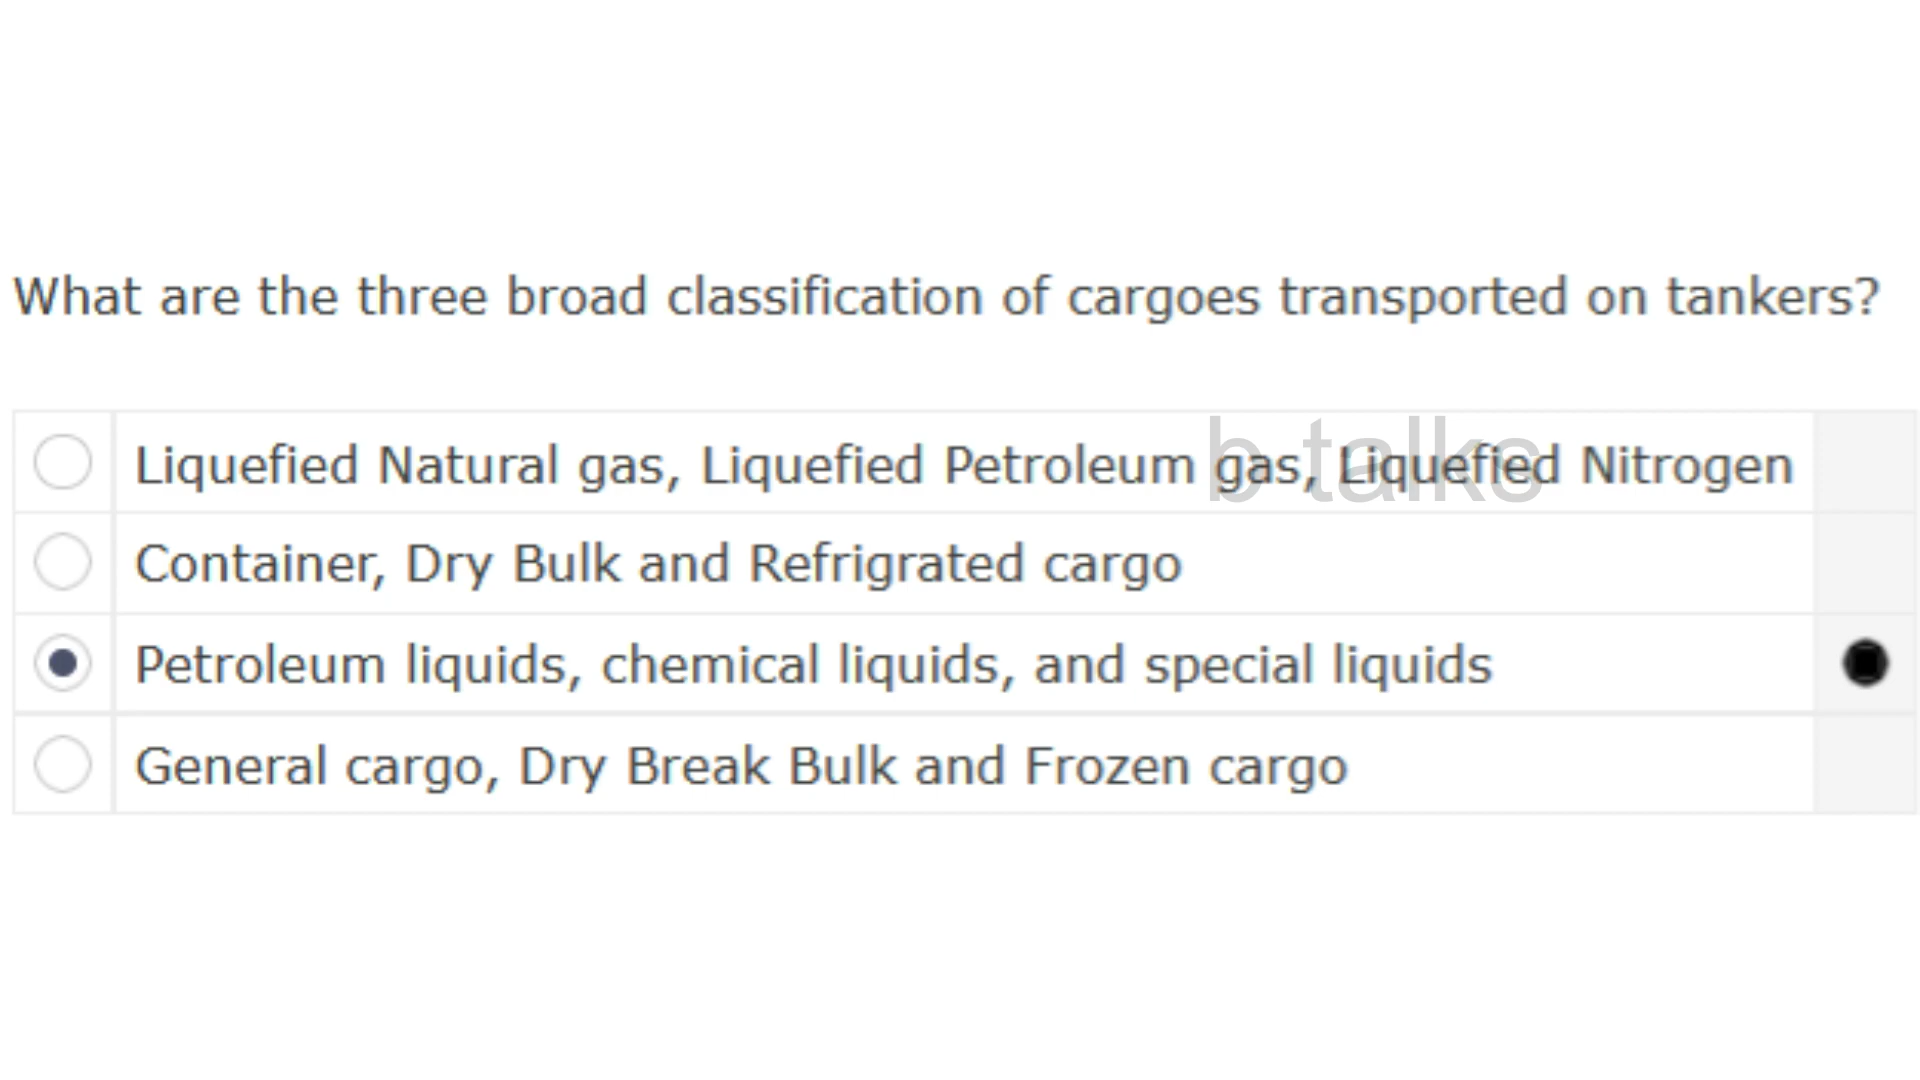 What are the three broad classification of cargoes transported on tankers?
b talks
Liquefied Natural gas, Liquefied Petroleum gas, Liquefied Nitrogen
Container, Dry Bulk and Refrigrated cargo
Petroleum liquids, chemical liquids, and special liquids
General cargo, Dry Break Bulk and Frozen cargo